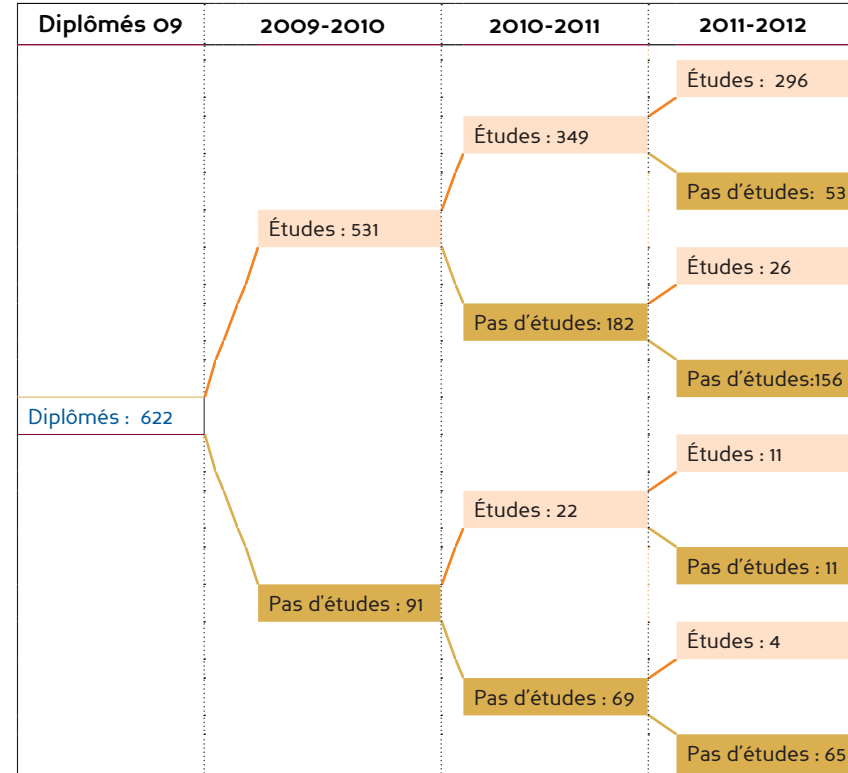 Diplômés 09 2009-2010 2010-2011 2011-2012
Études : 296
Études : 349
Pas d'études: 53
Études : 531
Études : 26
Pas d'études: 182
Pas d'études:156
Diplômés : 622
Études : 11
Études : 22
Pas d'études : 11
Pas d'études : 91
Études : 4
Pas d'études : 69
Pas d'études : 65